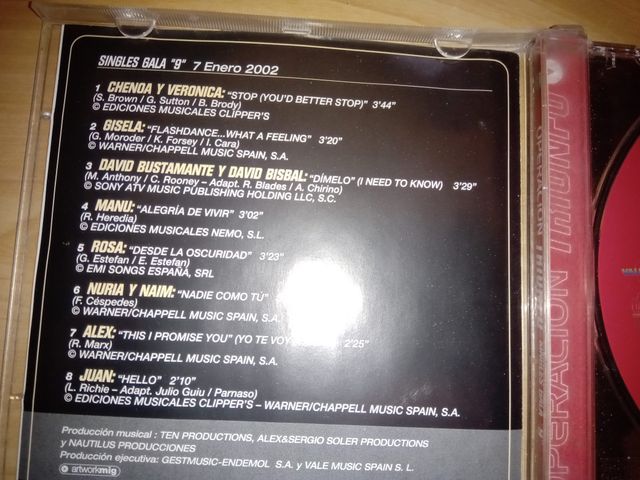 SINGLES GALA "9" 7 Enero 2002
1 CHENOA Y VERONICA: "STOP (YOU'D BETTER STOP)" 3'44"
(S. Brown / G. Sutton / B. Brody)
© EDICIONES MUSICALES CLIPPER'S
2 GISELA: "FLASHDANCE...WHAT A FEELING" 3'20"
(G. Moroder / K. Forsey / I. Cara)
© WARNER/CHAPPELL MUSIC SPAIN, S.A.
3 DAVID BUSTAMANTE Y DAVID BISBAL: "DÍMELO" (I NEED TO KNOW) 3'29"
(M. Anthony / C. Rooney – Adapt. R. Blades / A. Chirino)
© SONY ATV MUSIC PUBLISHING HOLDING LLC, S.C.
4 MANU: "ALEGRÍA DE VIVIR" 3'02"
(R. Heredia)
© EDICIONES MUSICALES NEMO, S.L.
5 ROSA: "DESDE LA OSCURIDAD" 3'23"
(G. Estefan / E. Estefan)
© EMI SONGS ESPAÑA, SRL
6 NURIA Y NAIM: "NADIE COMO TÚ"
(F. Céspedes)
© WARNER/CHAPPELL MUSIC SPAIN, S.A.
7 ALEX: "THIS I PROMISE YOU" (YO TE VOY 2'25"
(R. Marx)
© WARNER/CHAPPELL MUSIC SPAIN, S.A.
8 JUAN: "HELLO" 2'10"
(L. Richie – Adapt. Julio Guiu / Parnaso)
© EDICIONES MUSICALES CLIPPER'S – WARNER/CHAPPELL MUSIC SPAIN, S.A.
Producción musical : TEN PRODUCTIONS, ALEX&SERGIO SOLER PRODUCTIONS
y NAUTILUS PRODUCCIONES
Producción ejecutiva: GESTMUSIC-ENDEMOL S.A. y VALE MUSIC SPAIN S. L.
artworkmig
OPERACIÓN TRIUNFO
OPERACIÓN TRIUNFO